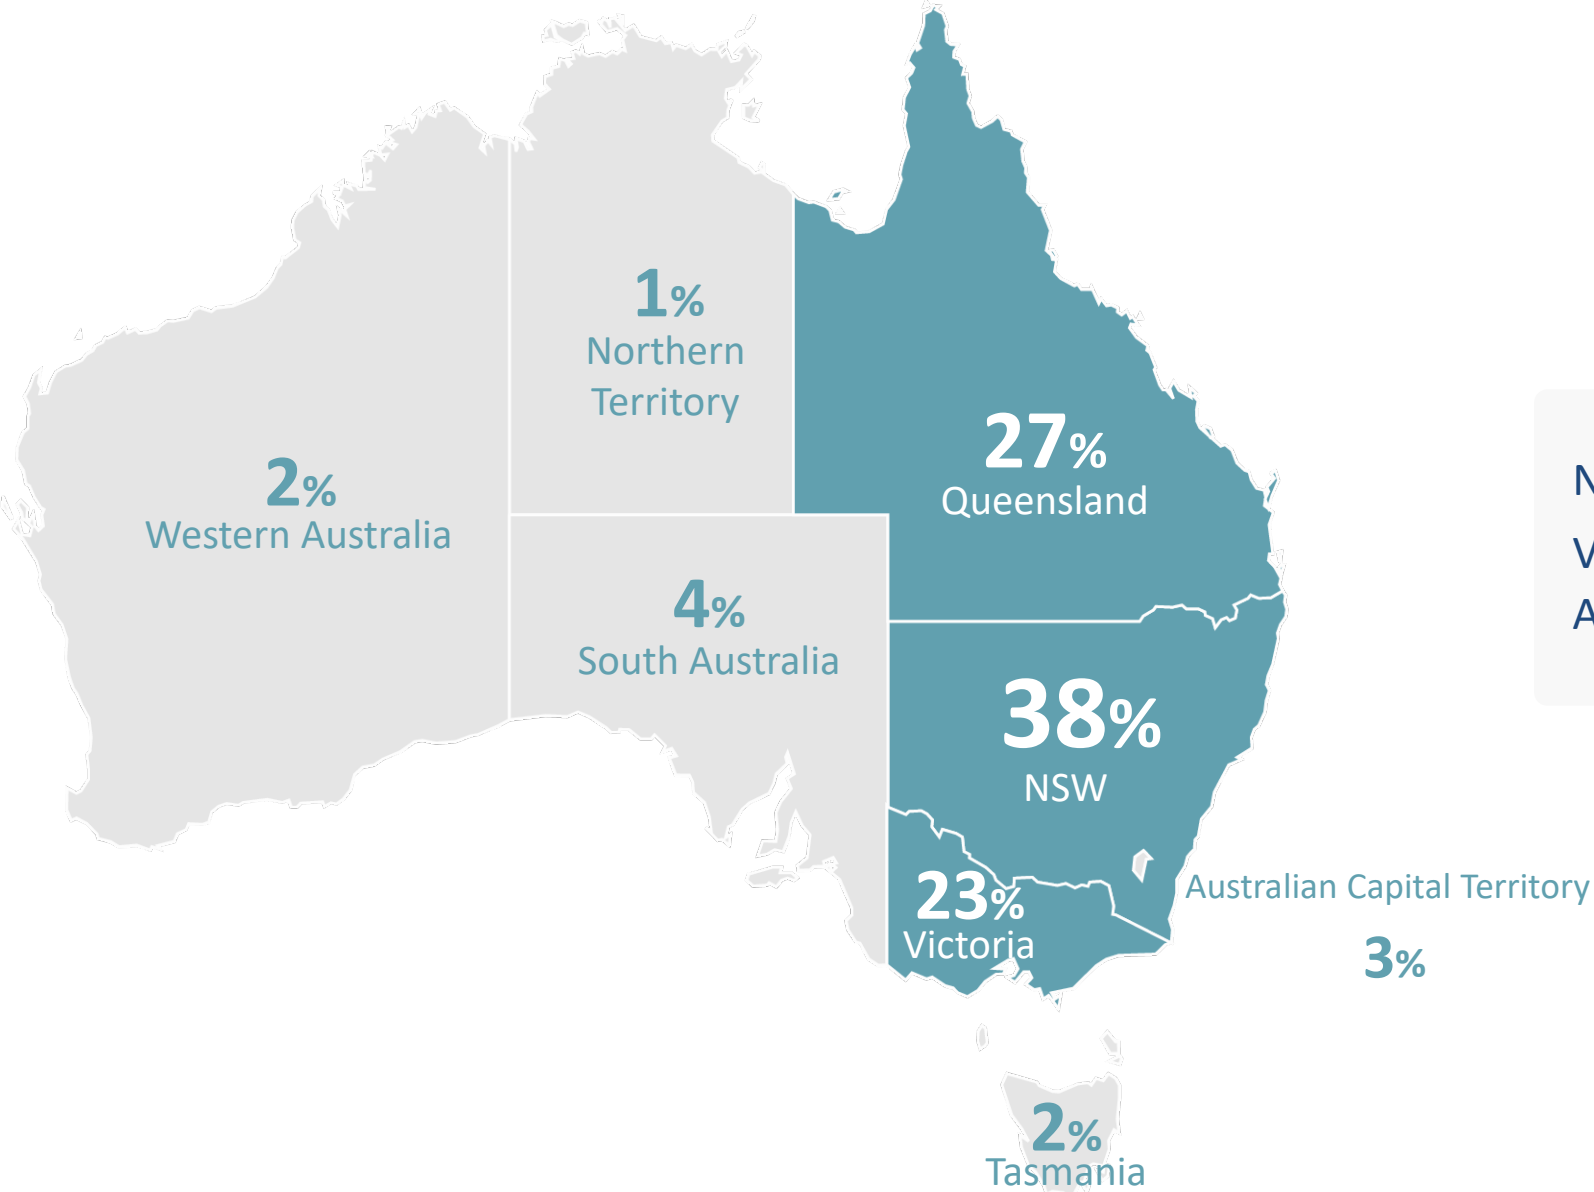 1%
Northern
Territory
27%
Queensland
2%
Western Australia
4%
South Australia
38%
NSW
23%
Victoria
Australian Capital Territory
3%
2%
Tasmania
N
V
A